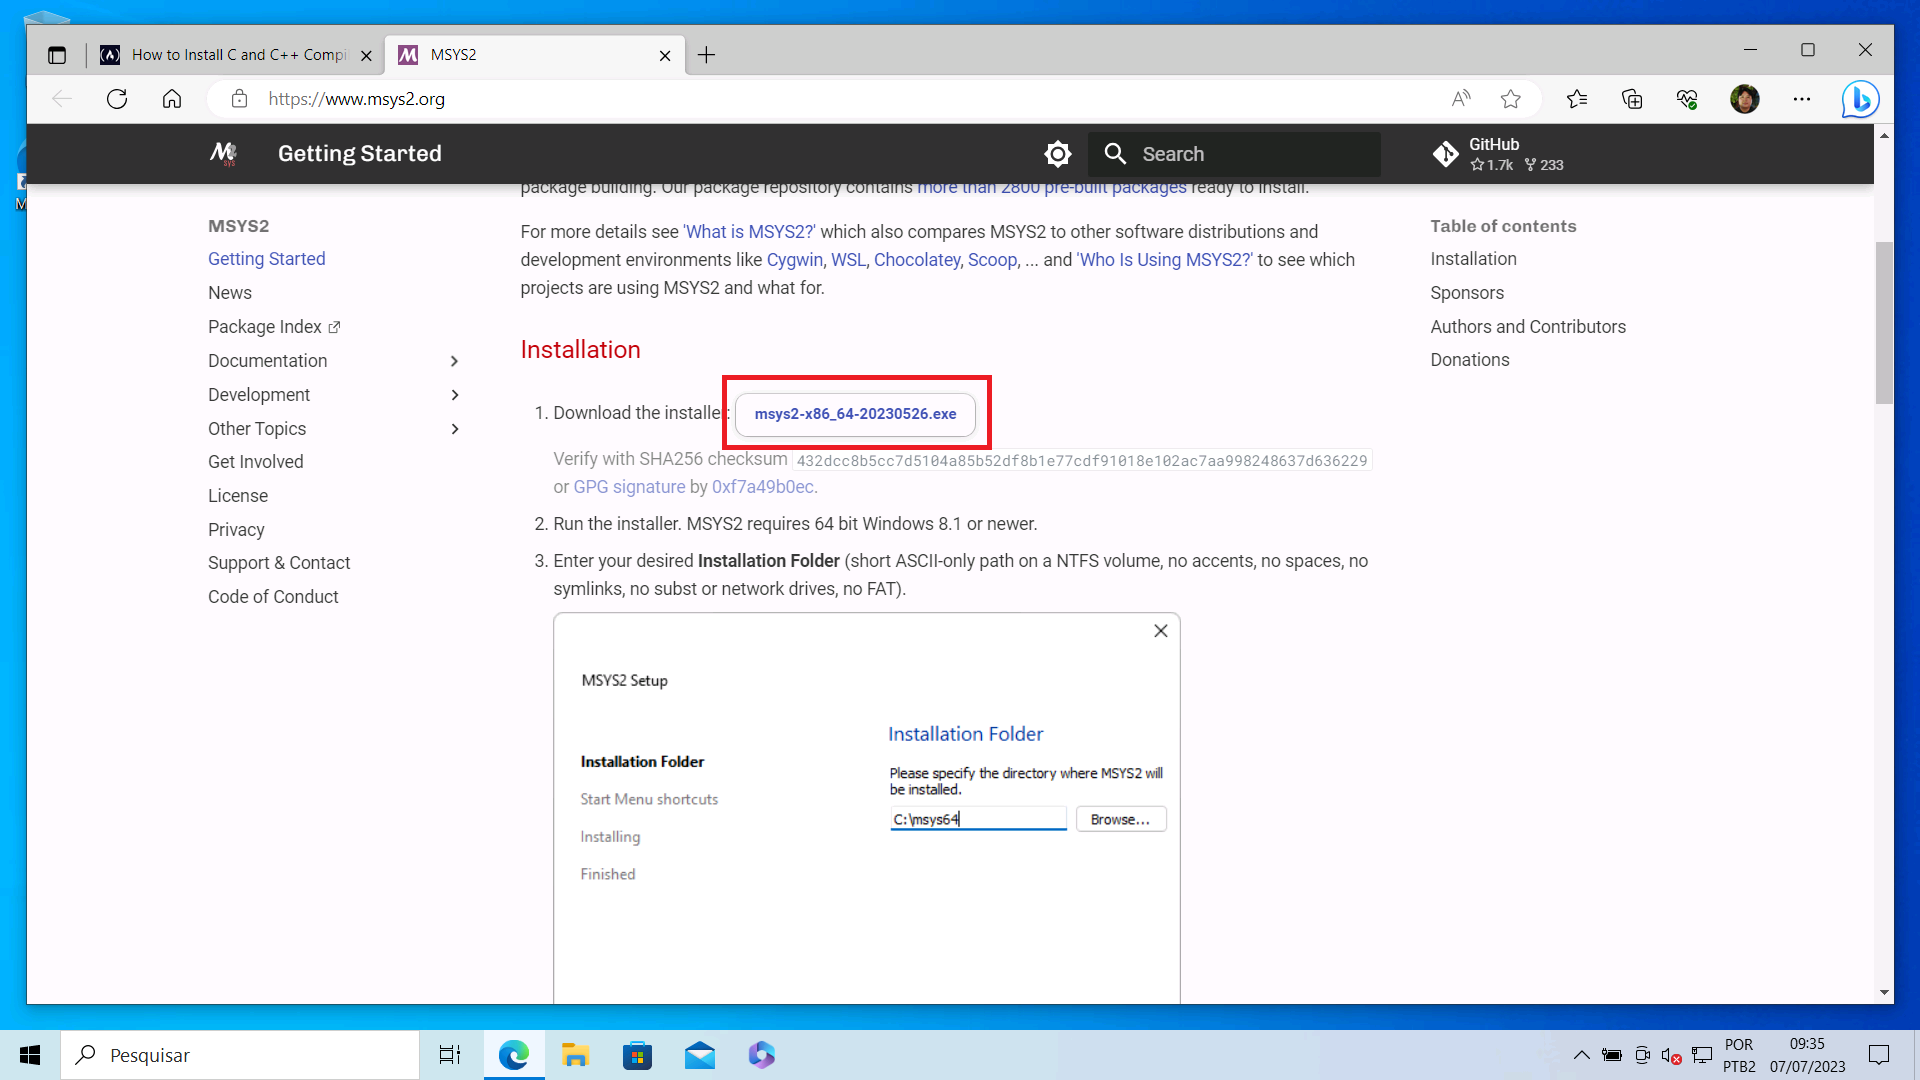 How to Install C and C++ Compi
MSYS2
https://www.msys2.org
Getting Started
Search
GitHub
1.7k 233
package building. Our package repository contains more than 2800 pre-built packages ready to install.
MSYS2
Getting Started
News
Package Index
Documentation
Development
Other Topics
Get Involved
License
Privacy
Support & Contact
Code of Conduct
For more details see 'What is MSYS2?' which also compares MSYS2 to other software distributions and
development environments like Cygwin, WSL, Chocolatey, Scoop, ... and 'Who Is Using MSYS2?' to see which
projects are using MSYS2 and what for.
Installation
1. Download the installer: msys2-x86_64-20230526.exe
Verify with SHA256 checksum 432dcc8b5cc7d5104a85b52df8b1e77cdf91018e102ac7aa998248637d636229
or GPG signature by 0xf7a49b0ec.
2. Run the installer. MSYS2 requires 64 bit Windows 8.1 or newer.
3. Enter your desired Installation Folder (short ASCII-only path on a NTFS volume, no accents, no spaces, no
symlinks, no subst or network drives, no FAT).
MSYS2 Setup
Installation Folder
Start Menu shortcuts
Installing
Finished
Installation Folder
Please specify the directory where MSYS2 will
be installed.
C:\msys64
Browse...
Table of contents
Installation
Sponsors
Authors and Contributors
Donations
Pesquisar
POR
PTB2
09:35
07/07/2023